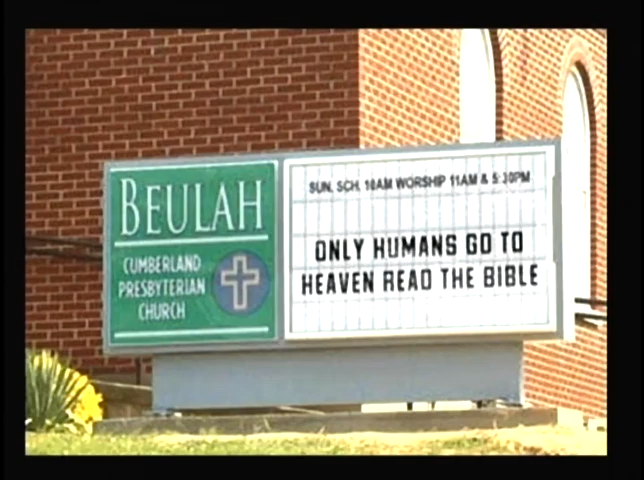 BEULAH
CUMBERLAND
PRESBYTERIAN
CHURCH
SUN. SCH. 10AM WORSHIP 11AM & 5:30PM
ONLY HUMANS GO TO
HEAVEN READ THE BIBLE